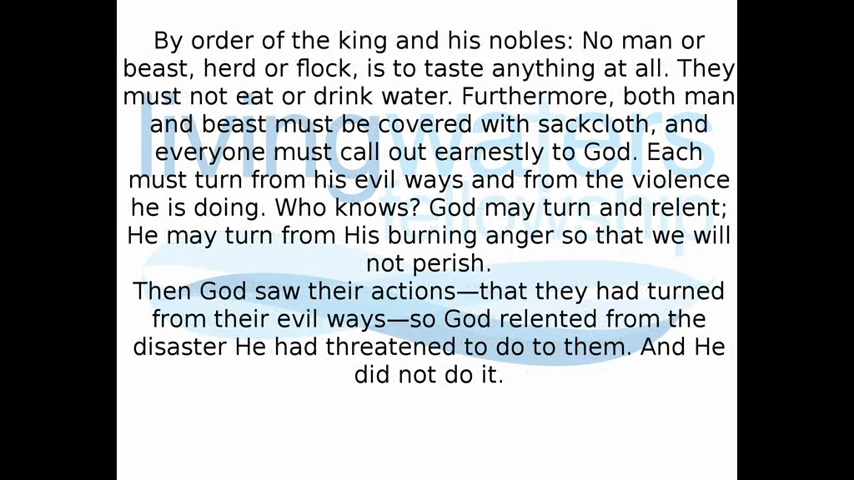 By order of the king and his nobles: No man or
beast, herd or flock, is to taste anything at all. They
must not eat or drink water. Furthermore, both man
and beast must be covered with sackcloth, and
everyone must call out earnestly to God. Each
must turn from his evil ways and from the violence
he is doing. Who knows? God may turn and relent;
He may turn from His burning anger so that we will
not perish.
Then God saw their actions—that they had turned
from their evil ways—so God relented from the
disaster He had threatened to do to them. And He
did not do it.
livingwaters
fellowship